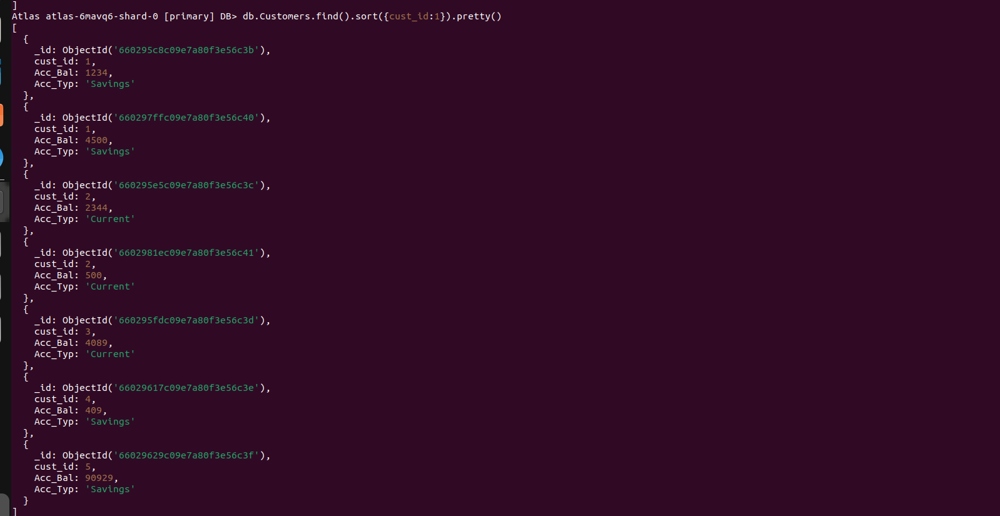 ]
Atlas atlas-6mavq6-shard-0 [primary] DB> db.Customers.find().sort({cust_id:1}).pretty()
[
  {
    _id: ObjectId('660295c8c09e7a80f3e56c3b'),
    cust_id: 1,
    Acc_Bal: 1234,
    Acc_Typ: 'Savings'
  },
  {
    _id: ObjectId('660297ffc09e7a80f3e56c40'),
    cust_id: 1,
    Acc_Bal: 4500,
    Acc_Typ: 'Savings'
  },
  {
    _id: ObjectId('660295e5c09e7a80f3e56c3c'),
    cust_id: 2,
    Acc_Bal: 2344,
    Acc_Typ: 'Current'
  },
  {
    _id: ObjectId('6602981ec09e7a80f3e56c41'),
    cust_id: 2,
    Acc_Bal: 500,
    Acc_Typ: 'Current'
  },
  {
    _id: ObjectId('660295fdc09e7a80f3e56c3d'),
    cust_id: 3,
    Acc_Bal: 4089,
    Acc_Typ: 'Current'
  },
  {
    _id: ObjectId('66029617c09e7a80f3e56c3e'),
    cust_id: 4,
    Acc_Bal: 409,
    Acc_Typ: 'Savings'
  },
  {
    _id: ObjectId('66029629c09e7a80f3e56c3f'),
    cust_id: 5,
    Acc_Bal: 90929,
    Acc_Typ: 'Savings'
  }
]